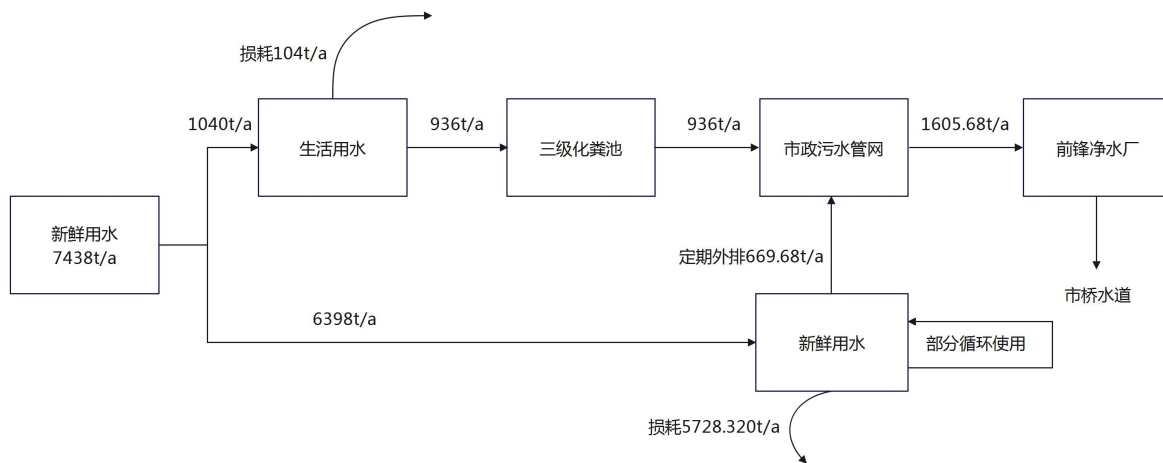 损耗104t/a
1040t/a
生活用水
936t/a
三级化粪池
936t/a
市政污水管网
1605.68t/a
前锋净水厂
新鲜用水
7438t/a
定期外排669.68t/a
市桥水道
6398t/a
新鲜用水
部分循环使用
损耗5728.320t/a